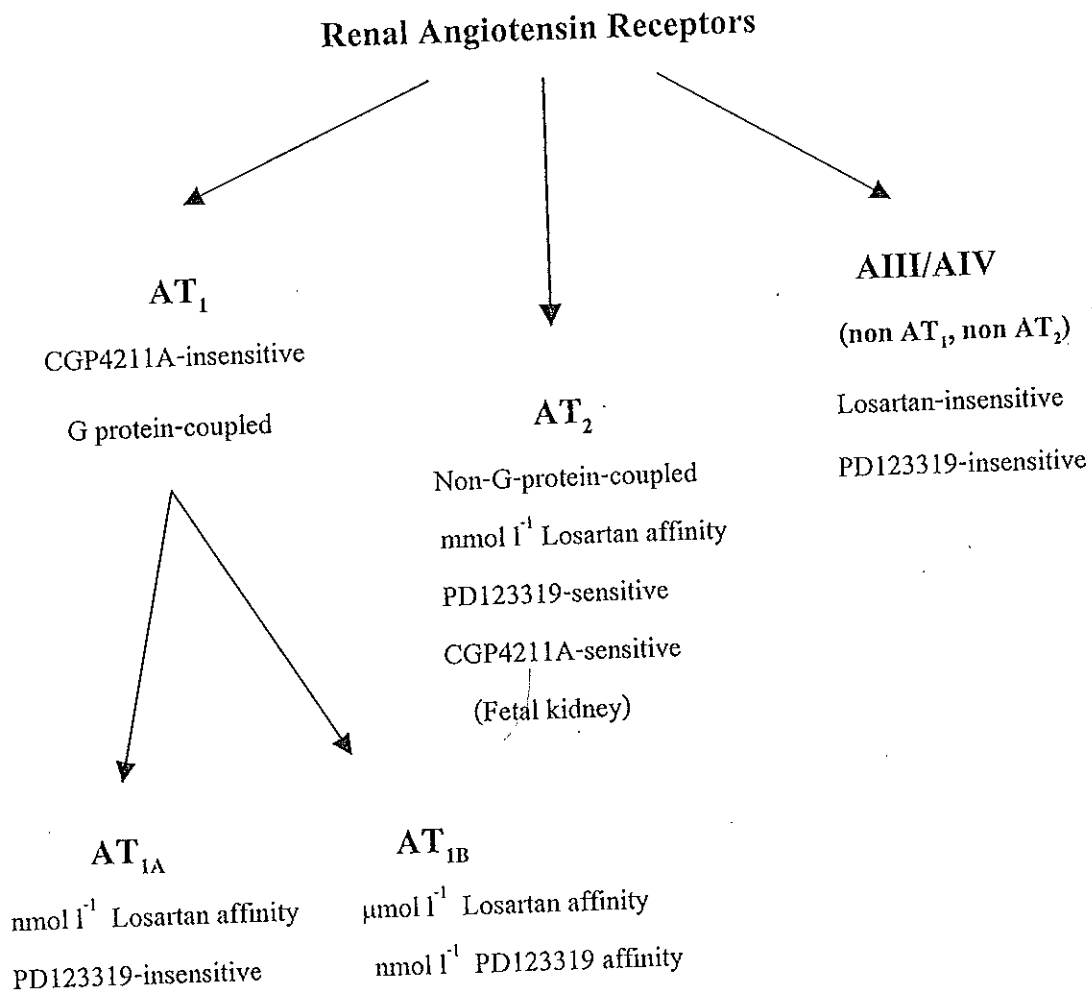 Renal Angiotensin Receptors
AT₁
CGP4211A-insensitive
G protein-coupled
AT₂
Non-G-protein-coupled
mmol l⁻¹ Losartan affinity
PD123319-sensitive
CGP4211A-sensitive
(Fetal kidney)
AIII/AIV
(non AT₁, non AT₂)
Losartan-insensitive
PD123319-insensitive
AT₁A
nmol l⁻¹ Losartan affinity
PD123319-insensitive
AT₁B
µmol l⁻¹ Losartan affinity
nmol l⁻¹ PD123319 affinity